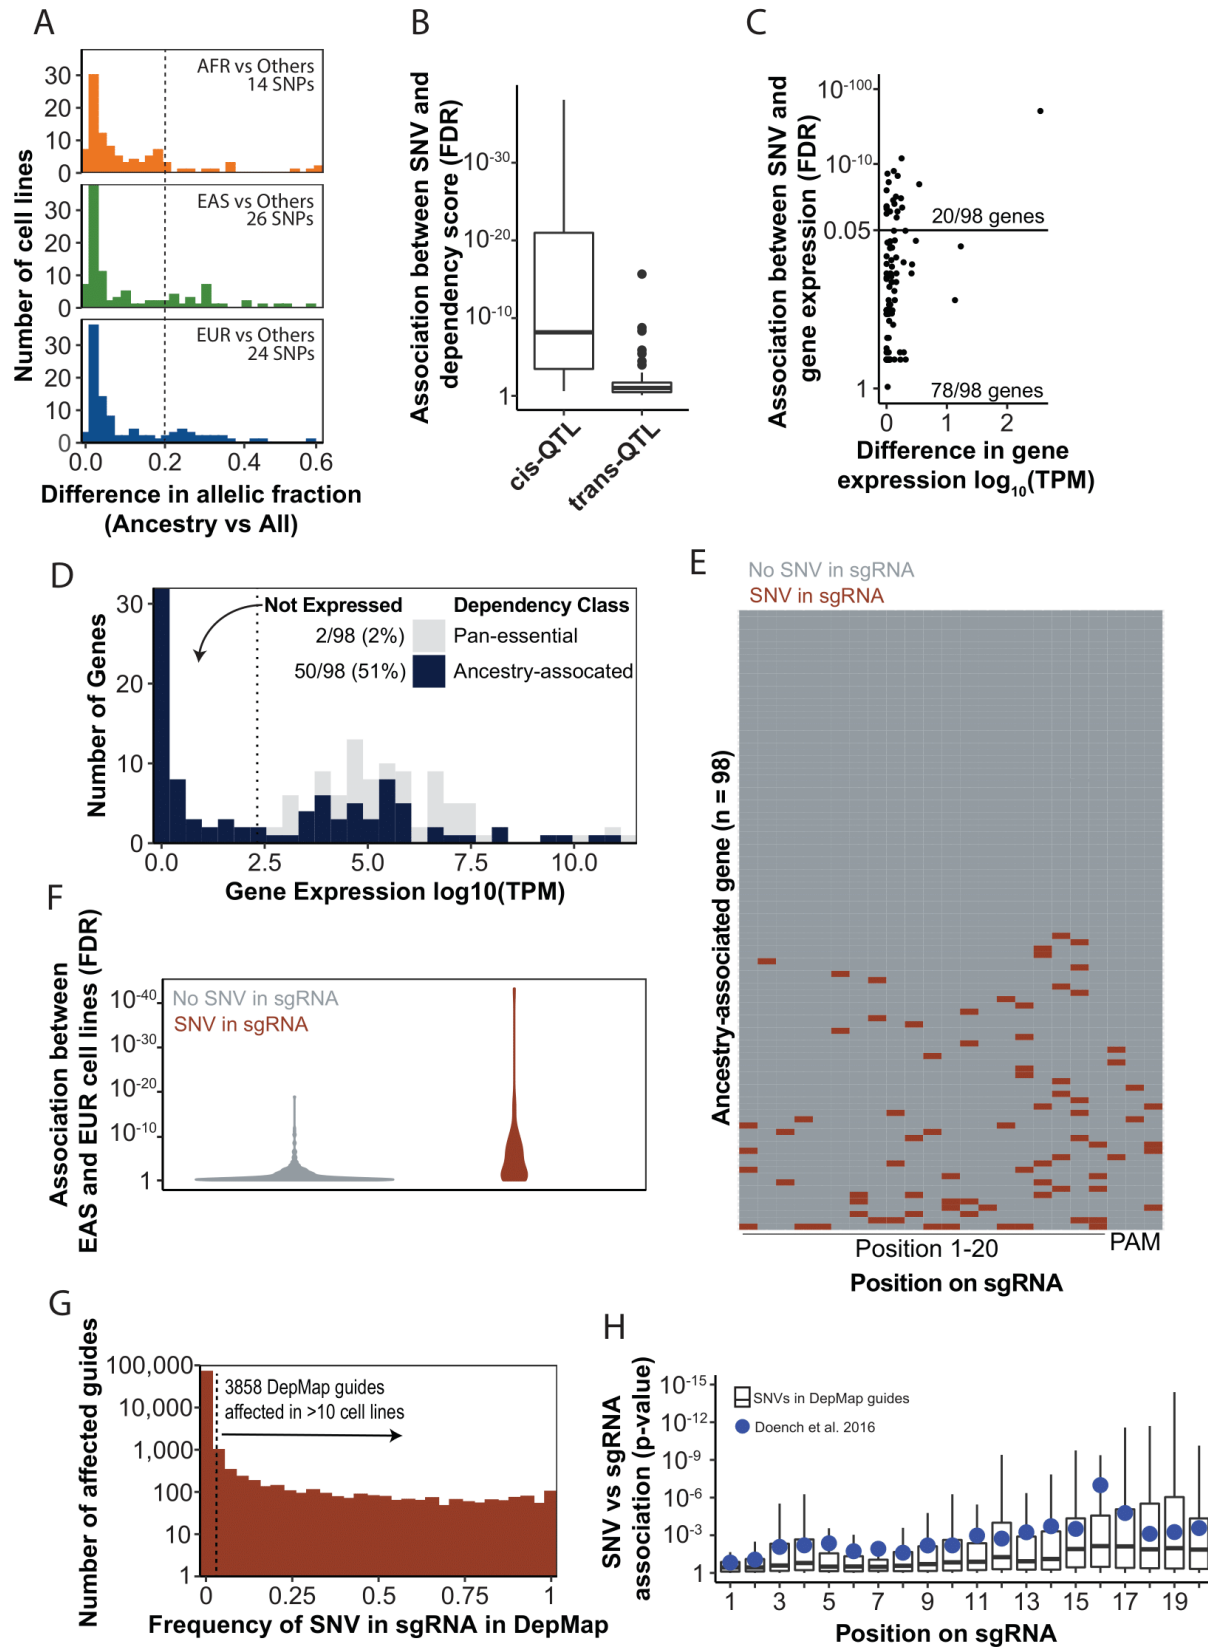 A
Number of cell lines
30
20
10
0
AFR vs Others
14 SNPs
30
20
10
0
EAS vs Others
26 SNPs
30
20
10
0
EUR vs Others
24 SNPs
0.0
0.2
0.4
0.6
Difference in allelic fraction
(Ancestry vs All)
B
Association between SNV and
dependency score (FDR)
10-30
10-20
10-10
1
cis-QTL
trans-QTL
C
Association between SNV and
gene expression (FDR)
10-100
10-10
0.05
1
20/98 genes
78/98 genes
0
1
2
Difference in gene
expression log10(TPM)
D
Number of Genes
30
20
10
0
Not Expressed
Dependency Class
2/98 (2%)
Pan-essential
50/98 (51%)
Ancestry-assocated
0.0
2.5
5.0
7.5
10.0
Gene Expression log10(TPM)
E
No SNV in sgRNA
SNV in sgRNA
Ancestry-associated gene (n = 98)
Position 1-20
PAM
Position on sgRNA
F
Association between
EAS and EUR cell lines (FDR)
10-40
10-30
10-20
10-10
1
No SNV in sgRNA
SNV in sgRNA
G
Number of affected guides
100,000
10,000
1,000
100
10
1
3858 DepMap guides
affected in >10 cell lines
0
0.25
0.5
0.75
1
Frequency of SNV in sgRNA in DepMap
H
SNV vs sgRNA
association (p-value)
10-15
10-12
10-9
10-6
10-3
1
SNVs in DepMap guides
Doench et al. 2016
1
3
5
7
9
11
13
15
17
19
Position on sgRNA